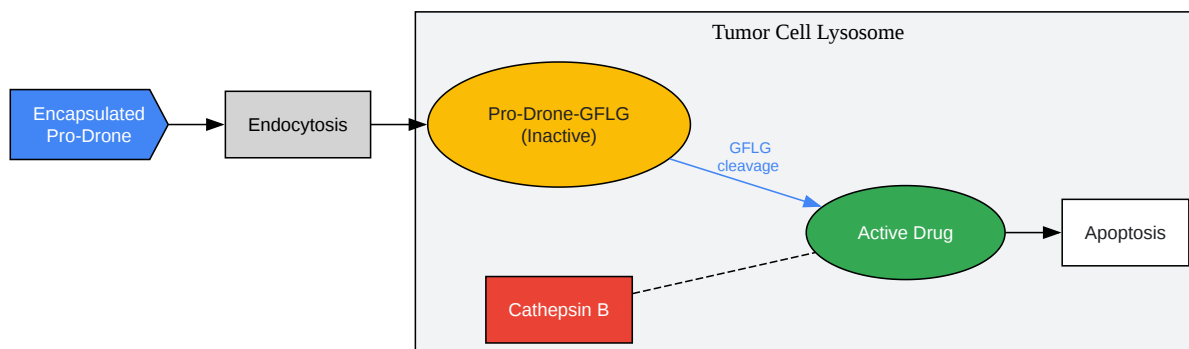 Tumor Cell Lysosome
Encapsulated
Pro-Drone
Endocytosis
Pro-Drone-GFLG
(Inactive)
GFLG
cleavage
Active Drug
Apoptosis
Cathepsin B